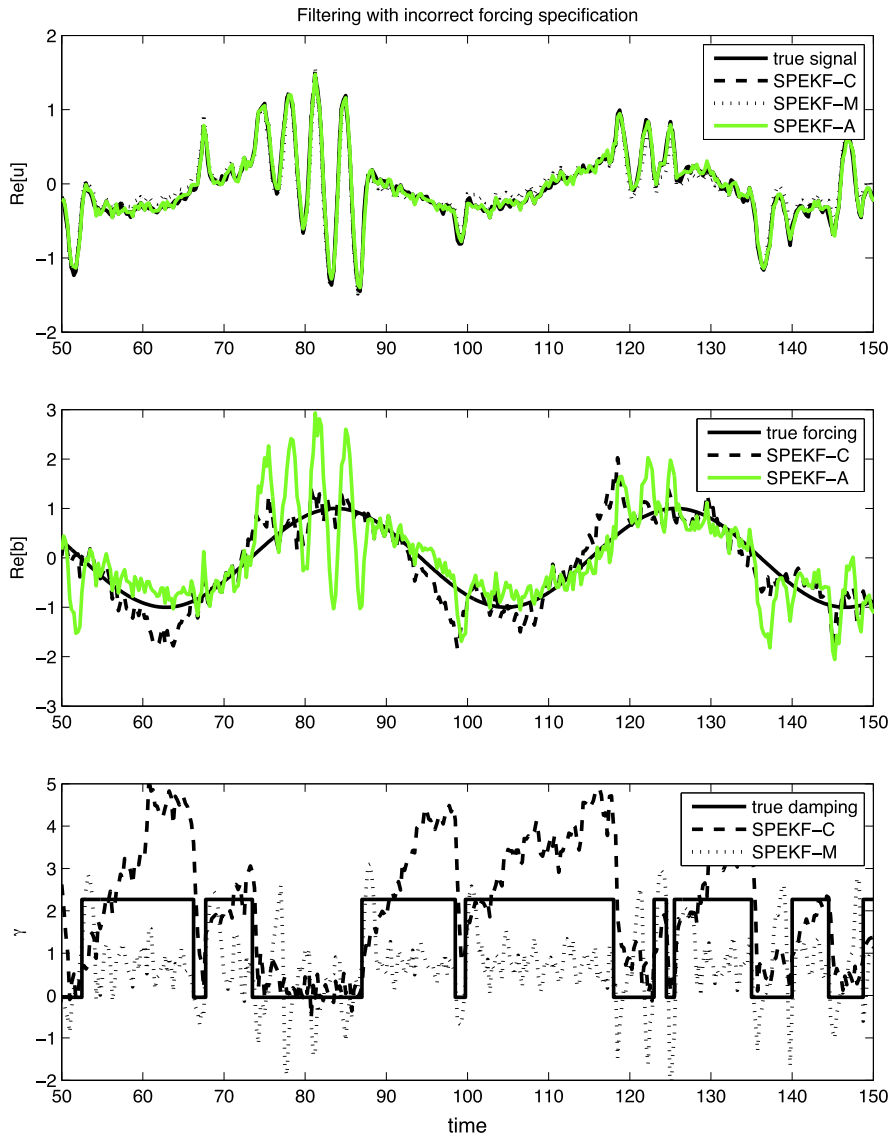 Filtering with incorrect forcing specification
2
1
0
−1
−2
Re[u]
true signal
SPEKF−C
SPEKF−M
SPEKF−A
50 60 70 80 90 100 110 120 130 140 150
3
2
1
0
−1
−2
−3
Re[b]
true forcing
SPEKF−C
SPEKF−A
50 60 70 80 90 100 110 120 130 140 150
5
4
3
2
1
0
−1
−2
γ
true damping
SPEKF−C
SPEKF−M
50 60 70 80 90 100 110 120 130 140 150
time